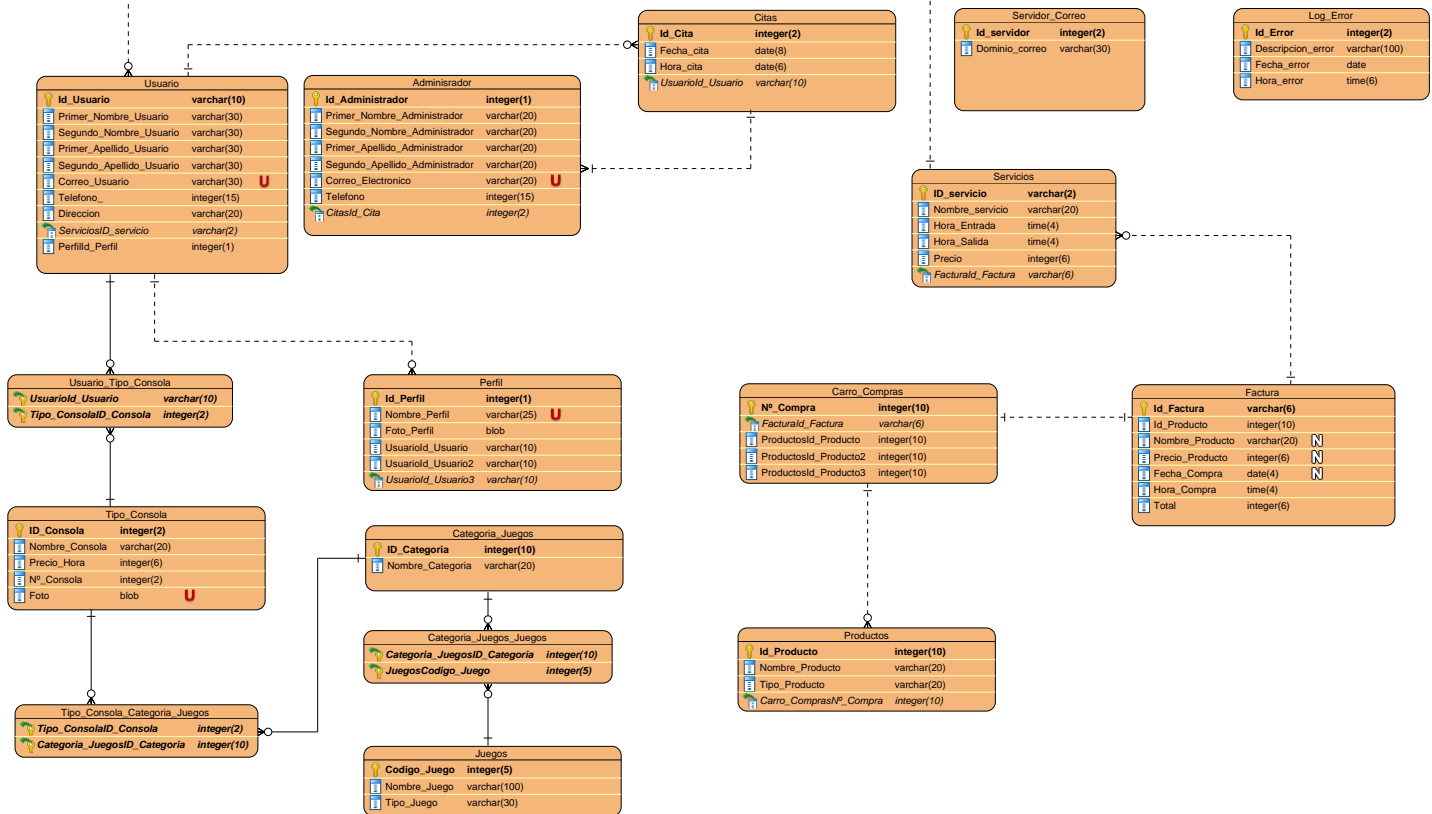 Usuario
Id_Usuario varchar(10)
Primer_Nombre_Usuario varchar(30)
Segundo_Nombre_Usuario varchar(30)
Primer_Apellido_Usuario varchar(30)
Segundo_Apellido_Usuario varchar(30)
Correo_Usuario varchar(30) U
Telefono_ integer(15)
Direccion varchar(20)
ServiciosID_servicio varchar(2)
PerfilId_Perfil integer(1)
Adminisrador
Id_Administrador integer(1)
Primer_Nombre_Administrador varchar(20)
Segundo_Nombre_Administrador varchar(20)
Primer_Apellido_Administrador varchar(20)
Segundo_Apellido_Administrador varchar(20)
Correo_Electronico varchar(20) U
Telefono integer(15)
CitasId_Cita integer(2)
Citas
Id_Cita integer(2)
Fecha_cita date(8)
Hora_cita date(6)
UsuarioId_Usuario varchar(10)
Servidor_Correo
Id_servidor integer(2)
Dominio_correo varchar(30)
Log_Error
Id_Error integer(2)
Descripcion_error varchar(100)
Fecha_error date
Hora_error time(6)
Servicios
ID_servicio varchar(2)
Nombre_servicio varchar(20)
Hora_Entrada time(4)
Hora_Salida time(4)
Precio integer(6)
FacturaId_Factura varchar(6)
Usuario_Tipo_Consola
UsuarioId_Usuario varchar(10)
Tipo_ConsolaID_Consola integer(2)
Perfil
Id_Perfil integer(1)
Nombre_Perfil varchar(25) U
Foto_Perfil blob
UsuarioId_Usuario varchar(10)
UsuarioId_Usuario2 varchar(10)
UsuarioId_Usuario3 varchar(10)
Carro_Compras
Nº_Compra integer(10)
FacturaId_Factura varchar(6)
ProductosId_Producto integer(10)
ProductosId_Producto2 integer(10)
ProductosId_Producto3 integer(10)
Factura
Id_Factura varchar(6)
Id_Producto integer(10)
Nombre_Producto varchar(20) N
Precio_Producto integer(6) N
Fecha_Compra date(4) N
Hora_Compra time(4)
Total integer(6)
Tipo_Consola
ID_Consola integer(2)
Nombre_Consola varchar(20)
Precio_Hora integer(6)
Nº_Consola integer(2)
Foto blob U
Categoria_Juegos
ID_Categoria integer(10)
Nombre_Categoria varchar(20)
Categoria_Juegos_Juegos
Categoria_JuegosID_Categoria integer(10)
JuegosCodigo_Juego integer(5)
Productos
Id_Producto integer(10)
Nombre_Producto varchar(20)
Tipo_Producto varchar(20)
Carro_ComprasNº_Compra integer(10)
Tipo_Consola_Categoria_Juegos
Tipo_ConsolaID_Consola integer(2)
Categoria_JuegosID_Categoria integer(10)
Juegos
Codigo_Juego integer(5)
Nombre_Juego varchar(100)
Tipo_Juego varchar(30)